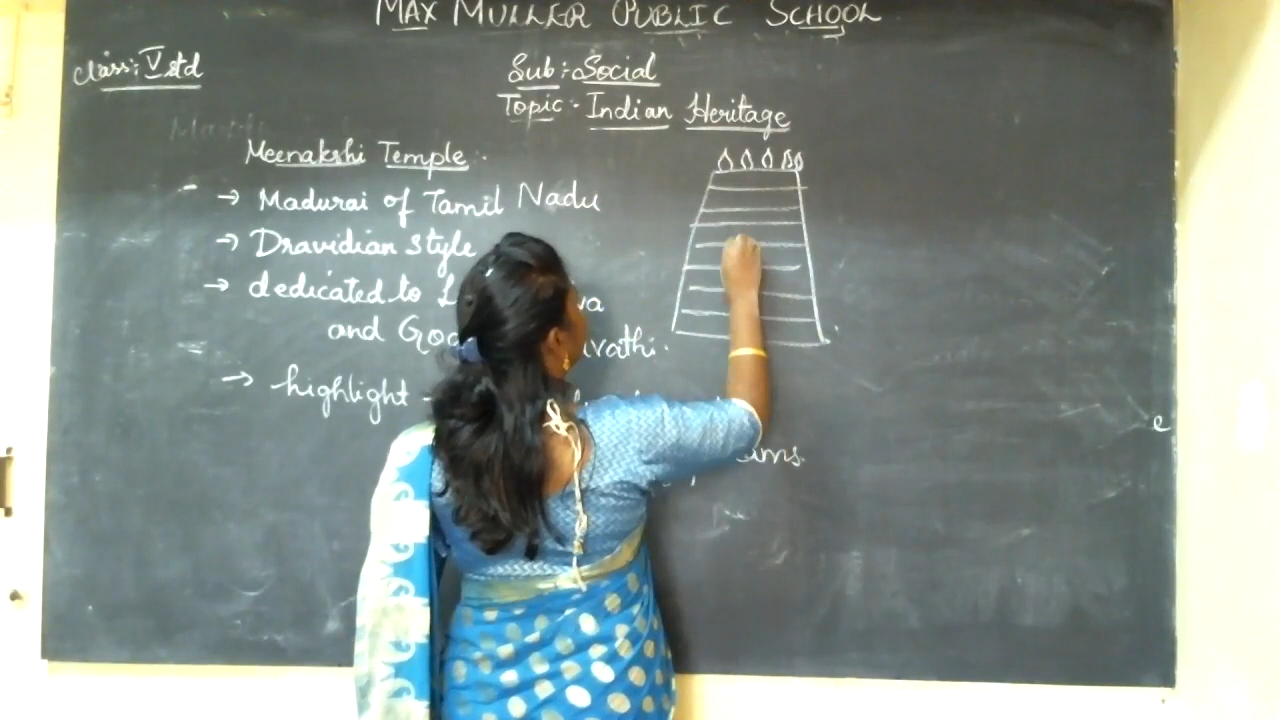 MAX MULLER PUBLIC SCHOOL
class: V std
Sub :- Social
Topic :- Indian Heritage
Meenakshi Temple :-
→ Madurai of Tamil Nadu
→ Dravidian style
→ dedicated to
and
→ highlight -